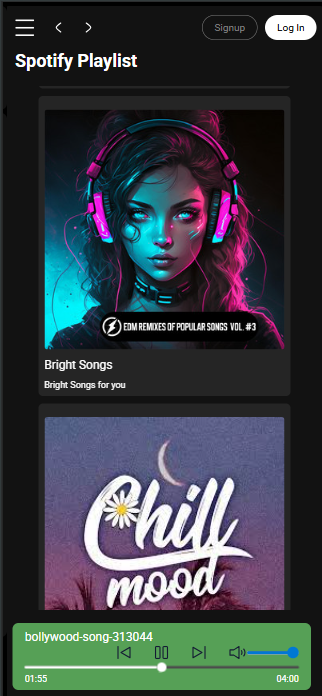 Signup
Log In
Spotify Playlist
EDM REMIXES OF POPULAR SONGS VOL. #3
Bright Songs
Bright Songs for you
Chill
mood
bollywood-song-313044
01:55
04:00